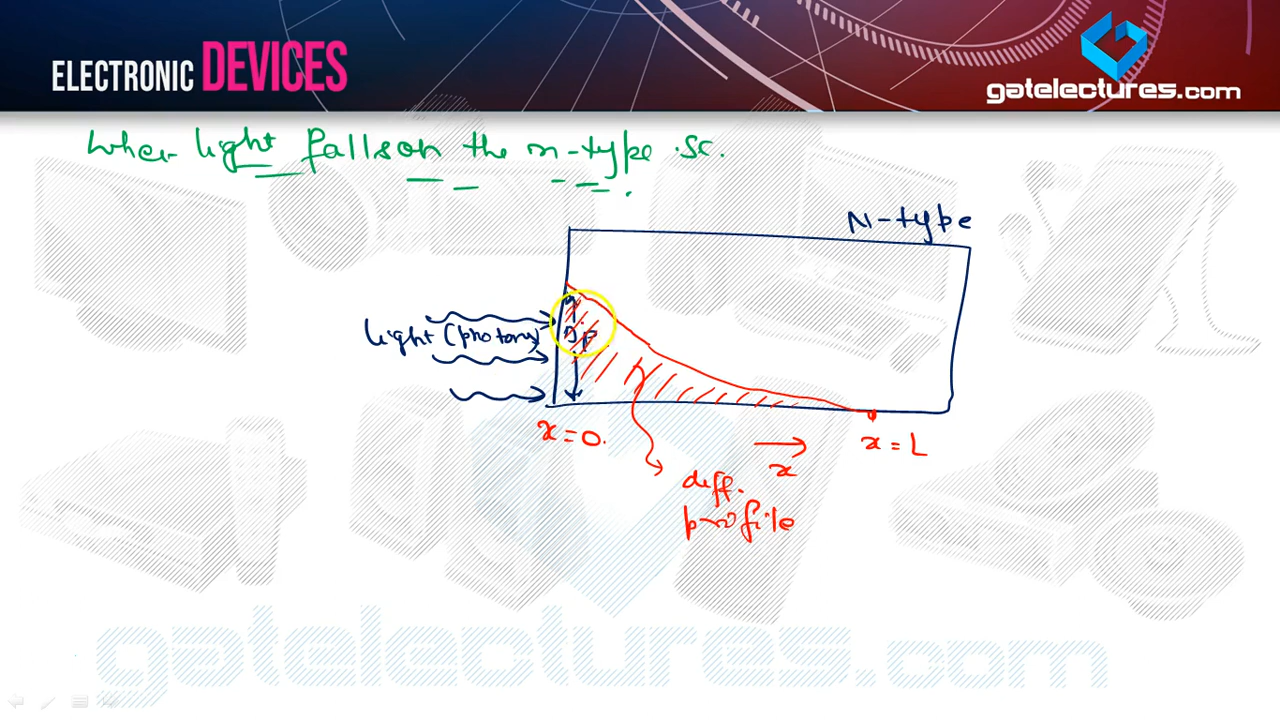 ELECTRONIC DEVICES
gatelectures.com
When light falls on the n-type .sc.
N-type
light (photons)
x=0.
x
x=L
diff.
profile
gatelectures.com